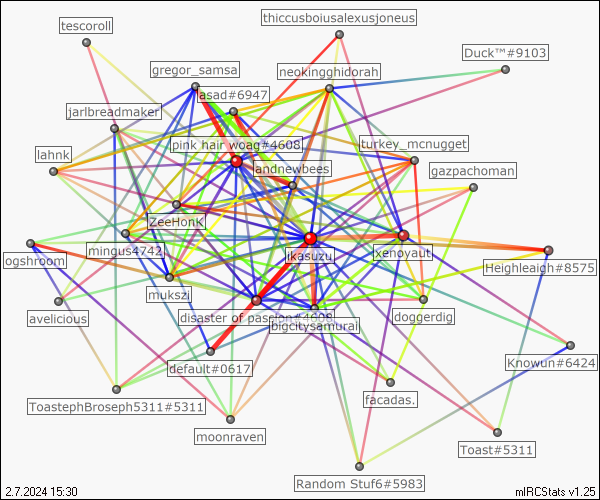 thiccusboiusalexusjoneus
tescoroll
Duck™#9103
gregor_samsa
neokingghidorah
asad#6947
jarlbreadmaker
pink hair woag#4608
turkey_mcnugget
lahnk
landnewbees
gazpachoman
ZeeHonK
mingus4742
jkasuzu.
xenoyaut
ogshroom
Heighleaigh#8575
mukszi
avelicious
disaster of passion#4608
doggerdig
bigcitysamurai
default#0617
Knowun#6424
facadas.
ToastephBroseph5311#5311
moonraven
Toast#5311
Random Stuf6#5983
2.7.2024 15:30
mIRCStats v1.25